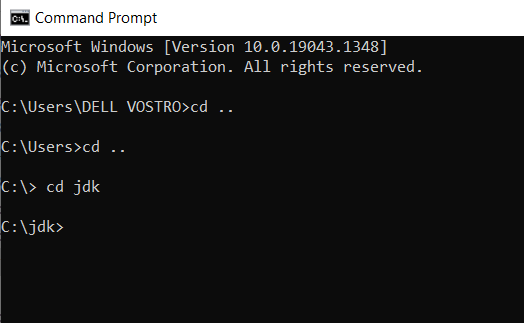 Command Prompt
Microsoft Windows [Version 10.0.19043.1348]
(c) Microsoft Corporation. All rights reserved.
C:\Users\DELL VOSTRO>cd ..
C:\Users>cd ..
C:\> cd jdk
C:\jdk>